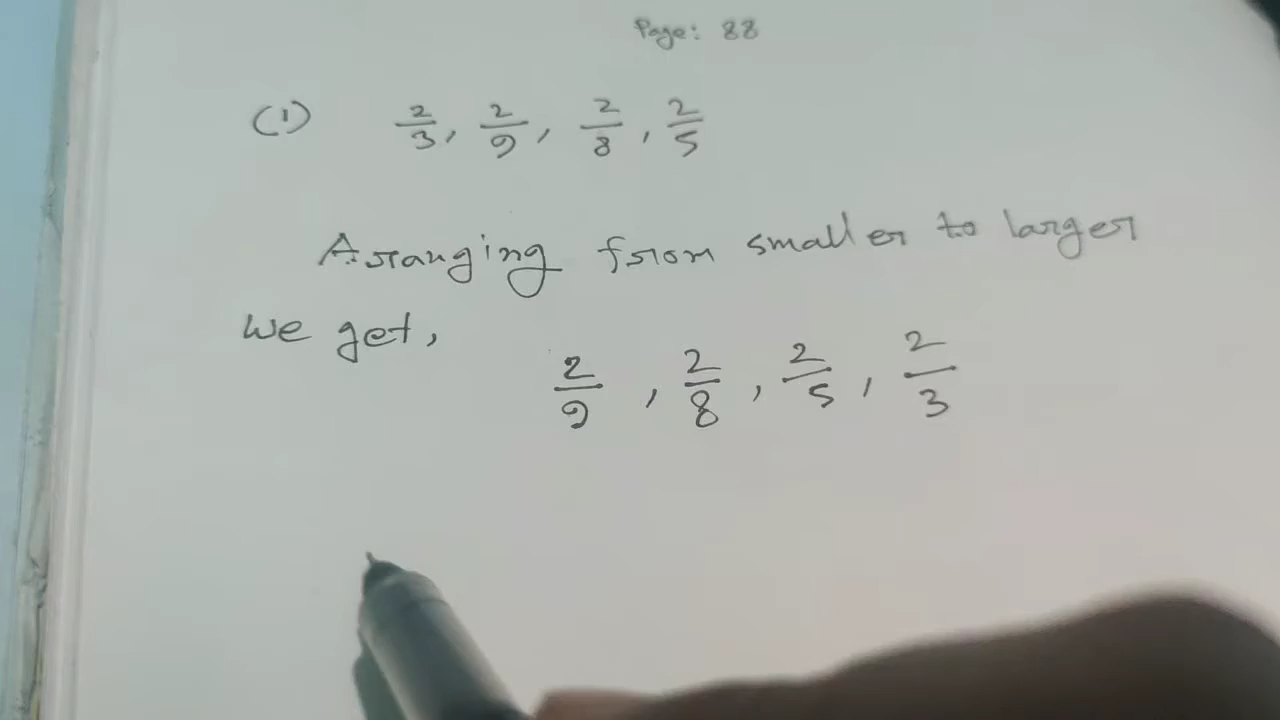 Page: 88
(1) 2/3, 2/9, 2/8, 2/5
Arranging from smaller to larger
we get,
2/9, 2/8, 2/5, 2/3